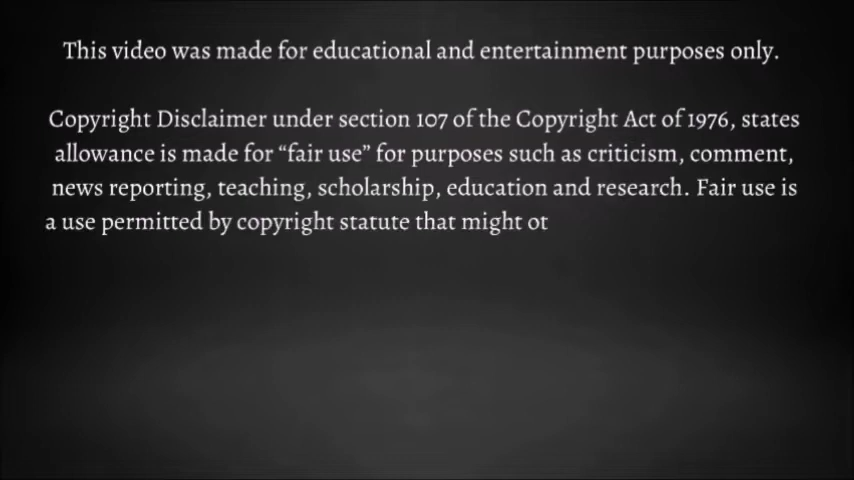 This video was made for educational and entertainment purposes only.
Copyright Disclaimer under section 107 of the Copyright Act of 1976, states
allowance is made for “fair use” for purposes such as criticism, comment,
news reporting, teaching, scholarship, education and research. Fair use is
a use permitted by copyright statute that might ot